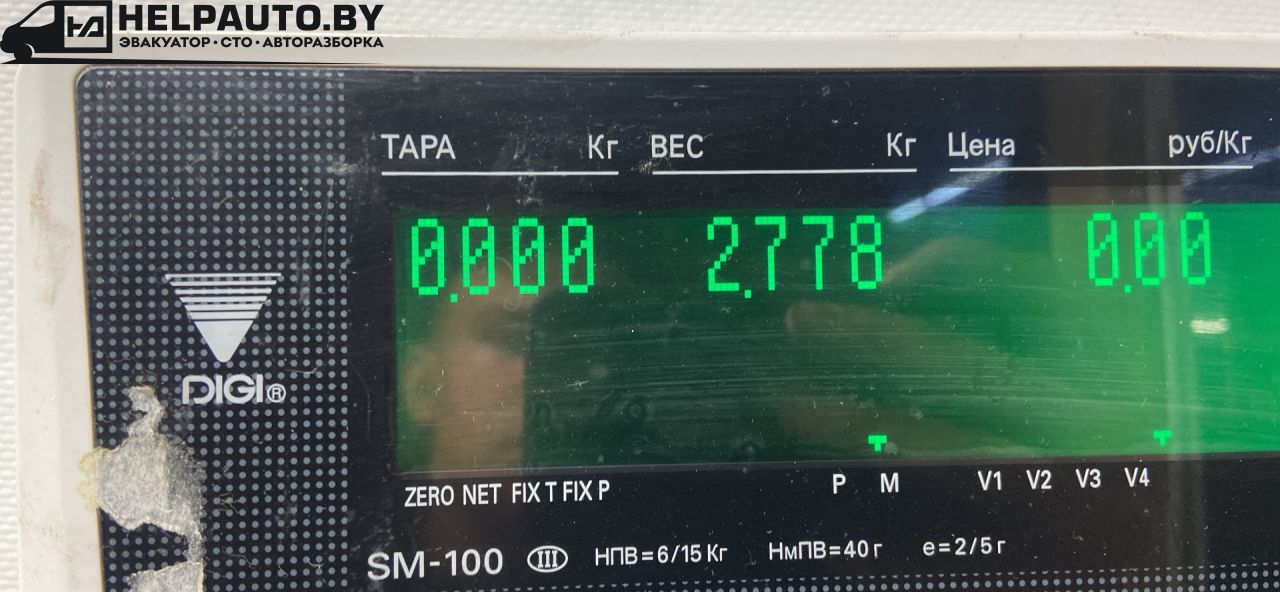 HELPAUTO.BY
ЭВАКУАТОР·СТО·АВТОРАЗБОРКА
ТАРА Кг ВЕС Кг Цена руб/Кг
0.000 2.778 0.00
DIGI®
ZERO NET FIX T FIX P P M V1 V2 V3 V4
SM-100 III НПВ=6/15 Кг НмПВ=40 г e=2/5 г